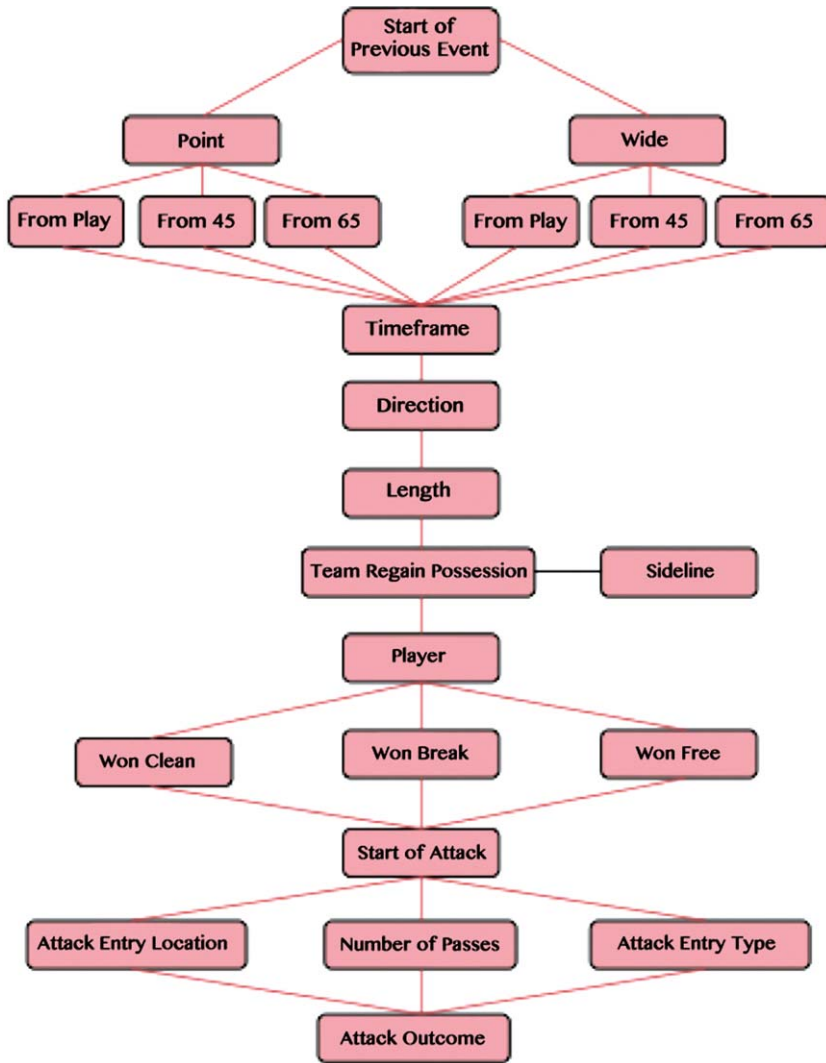 Start of
Previous Event
Point
Wide
From Play
From 45
From 65
From Play
From 45
From 65
Timeframe
Direction
Length
Team Regain Possession
Sideline
Player
Won Clean
Won Break
Won Free
Start of Attack
Attack Entry Location
Number of Passes
Attack Entry Type
Attack Outcome